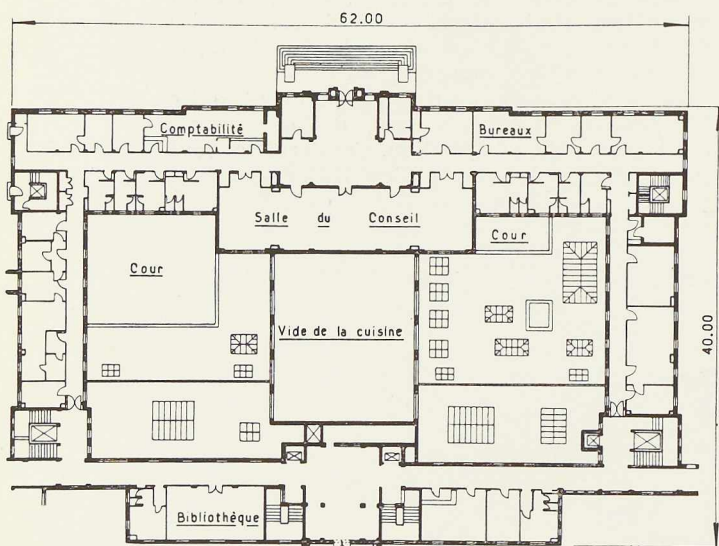 62.00
Comptabilité
Bureaux
Salle du Conseil
Cour
Cour
Vide de la cuisine
40.00
Bibliothèque